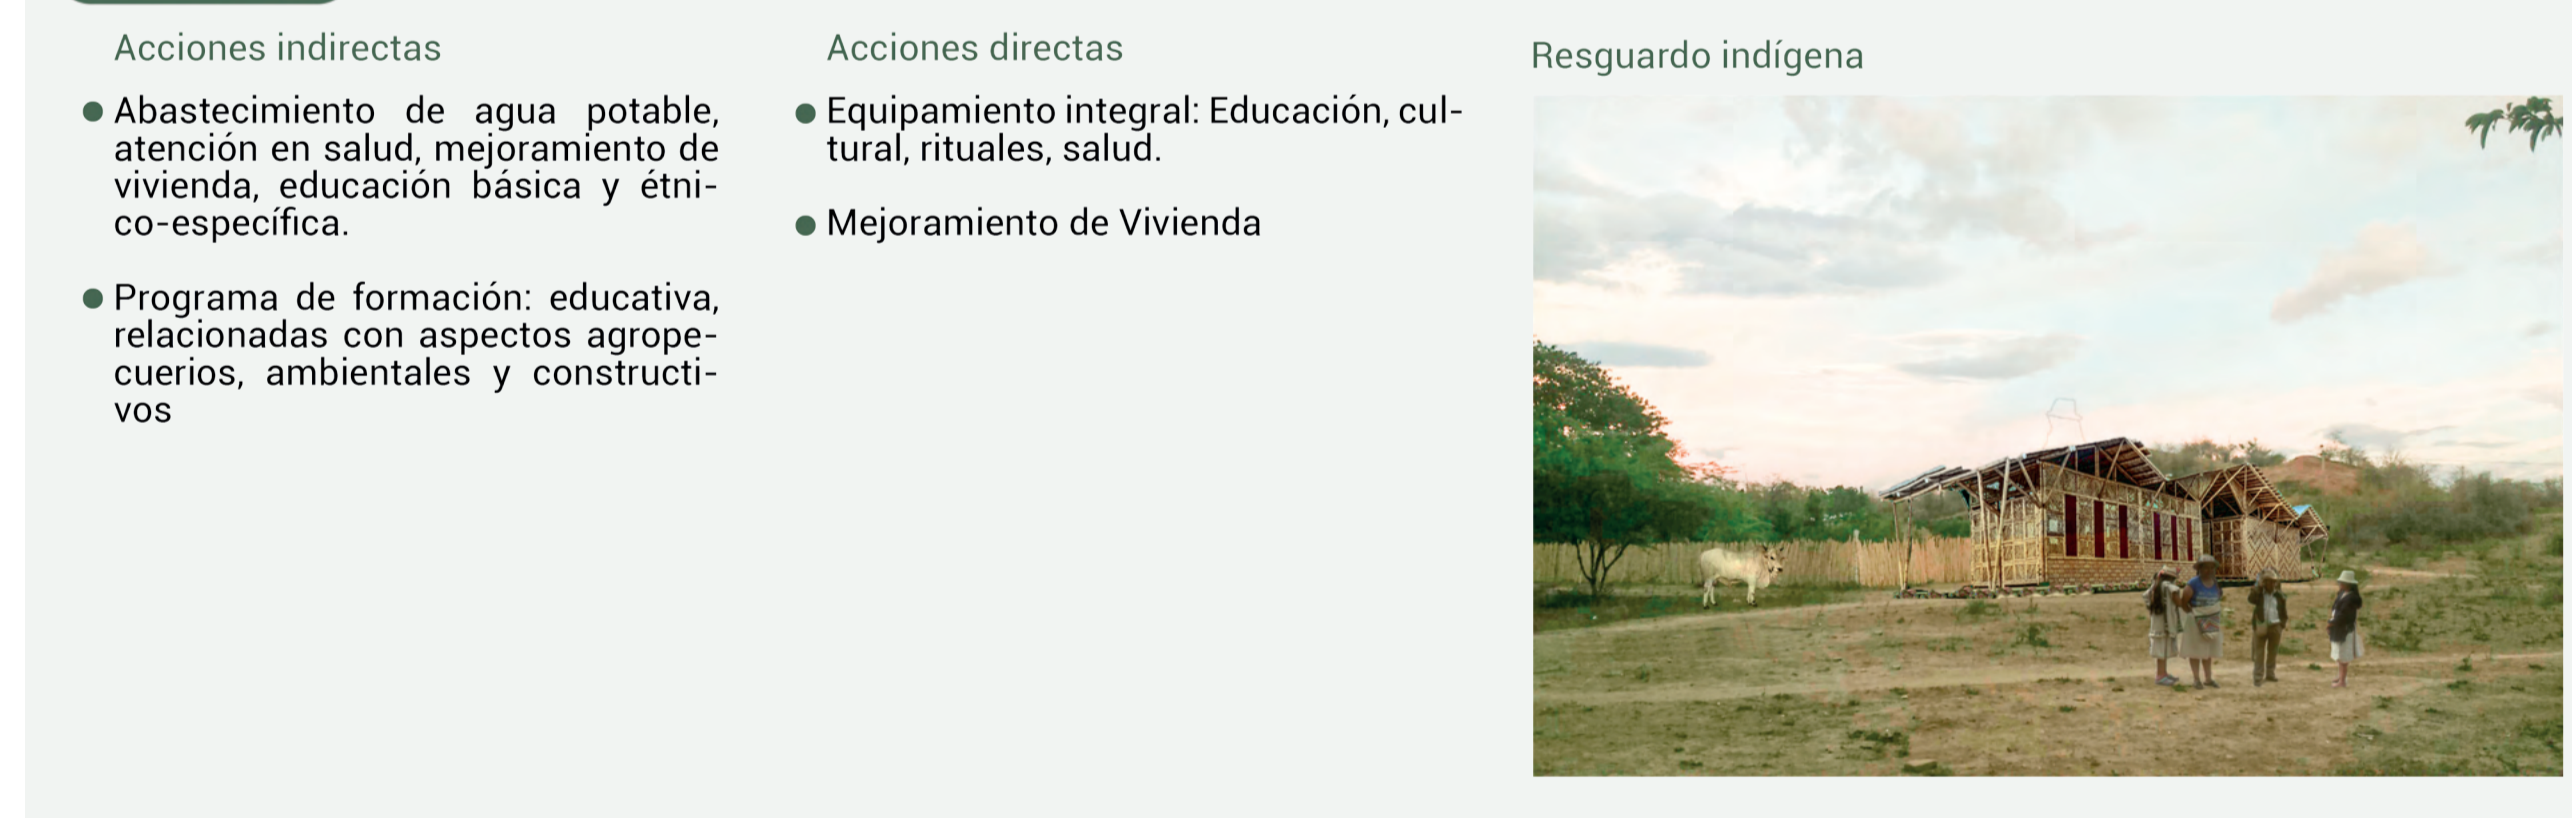 Acciones indirectas
Abastecimiento de agua potable,
atención en salud, mejoramiento de
vivienda, educación básica y étni-
co-específica.
Programa de formación: educativa,
relacionadas con aspectos agrope-
cuerios, ambientales y constructi-
vos
Acciones directas
Equipamiento integral: Educación, cul-
tural, rituales, salud.
Mejoramiento de Vivienda
Resguardo indígena